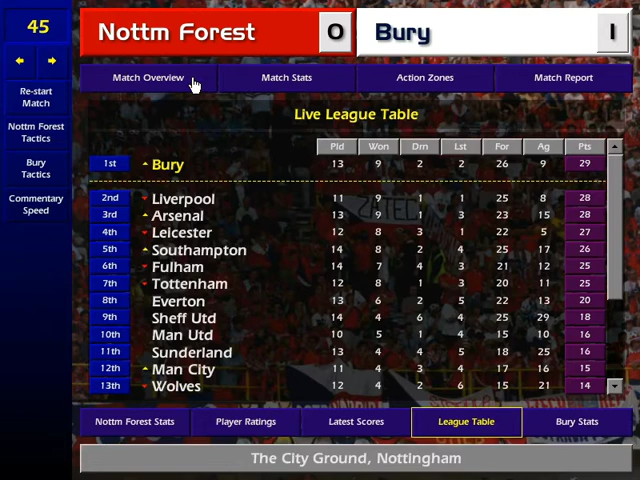 45
Nottm Forest 0 Bury 1
Match Overview Match Stats Action Zones Match Report
Re-start Match
Nottm Forest Tactics
Bury Tactics
Commentary Speed
Live League Table
Pld Won Drn Lst For Ag Pts
1st Bury 13 9 2 2 26 9 29
2nd Liverpool 11 9 1 1 25 8 28
3rd Arsenal 13 9 1 3 23 15 28
4th Leicester 12 8 3 1 22 5 27
5th Southampton 14 8 2 4 25 17 26
6th Fulham 14 7 4 3 21 12 25
7th Tottenham 12 8 1 3 20 11 25
8th Everton 13 6 2 5 22 13 20
9th Sheff Utd 14 4 6 4 25 29 18
10th Man Utd 10 5 1 4 15 10 16
11th Sunderland 13 4 4 5 18 25 16
12th Man City 11 4 3 4 17 16 15
13th Wolves 12 4 2 6 15 21 14
Nottm Forest Stats Player Ratings Latest Scores League Table Bury Stats
The City Ground, Nottingham